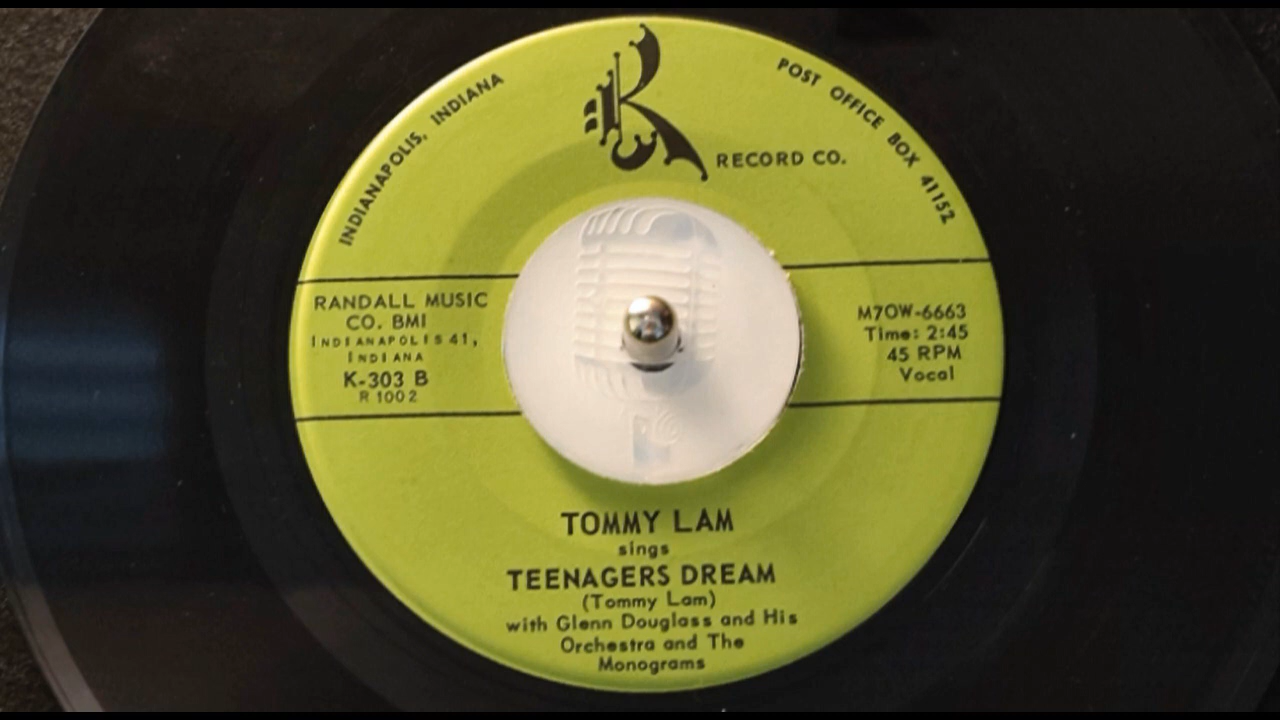 INDIANAPOLIS, INDIANA
R RECORD CO.
POST OFFICE BOX 41152
RANDALL MUSIC
CO. BMI
INDIANAPOLIS 41,
INDIANA
K-303 B
R 1002
M7OW-6663
Time: 2:45
45 RPM
Vocal
TOMMY LAM
sings
TEENAGERS DREAM
(Tommy Lam)
with Glenn Douglass and His
Orchestra and The
Monograms